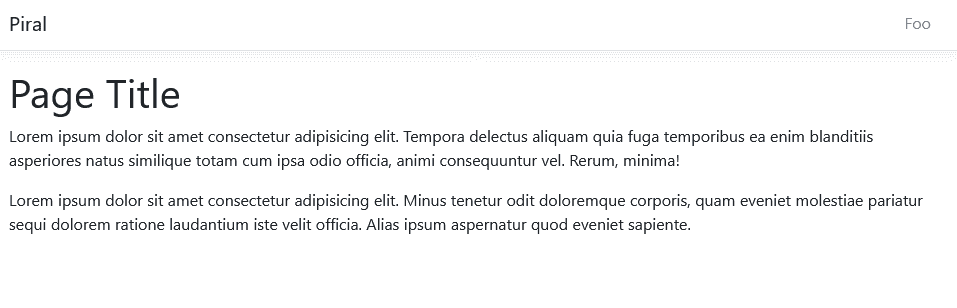 Piral
Foo
Page Title
Lorem ipsum dolor sit amet consectetur adipisicing elit. Tempora delectus aliquam quia fuga temporibus ea enim blanditiis
asperiores natus similique totam cum ipsa odio officia, animi consequuntur vel. Rerum, minima!
Lorem ipsum dolor sit amet consectetur adipisicing elit. Minus tenetur odit doloremque corporis, quam eveniet molestiae pariatur
sequi dolorem ratione laudantium iste velit officia. Alias ipsum aspernatur quod eveniet sapiente.